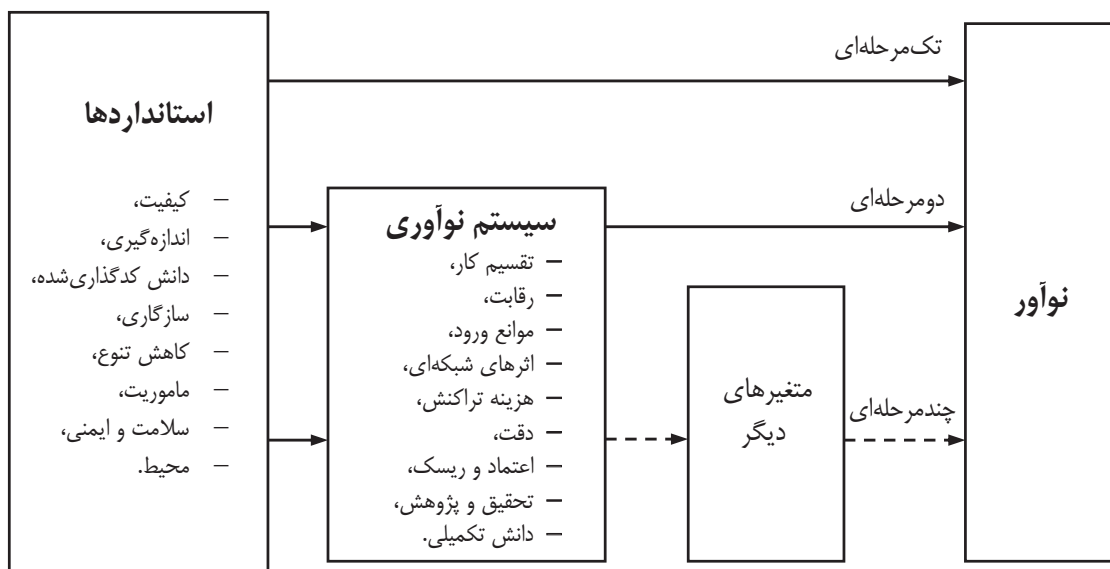 استانداردها
– کیفیت،
– اندازه‌گیری،
– دانش کدگذاری‌شده،
– سازگاری،
– کاهش تنوع،
– ماموریت،
– سلامت و ایمنی،
– محیط.
سیستم نوآوری
– تقسیم کار،
– رقابت،
– موانع ورود،
– اثرهای شبکه‌ای،
– هزینه تراکنش،
– دقت،
– اعتماد و ریسک،
– تحقیق و پژوهش،
– دانش تکمیلی.
متغیرهای
دیگر
تک‌مرحله‌ای
دومرحله‌ای
چندمرحله‌ای
نوآور